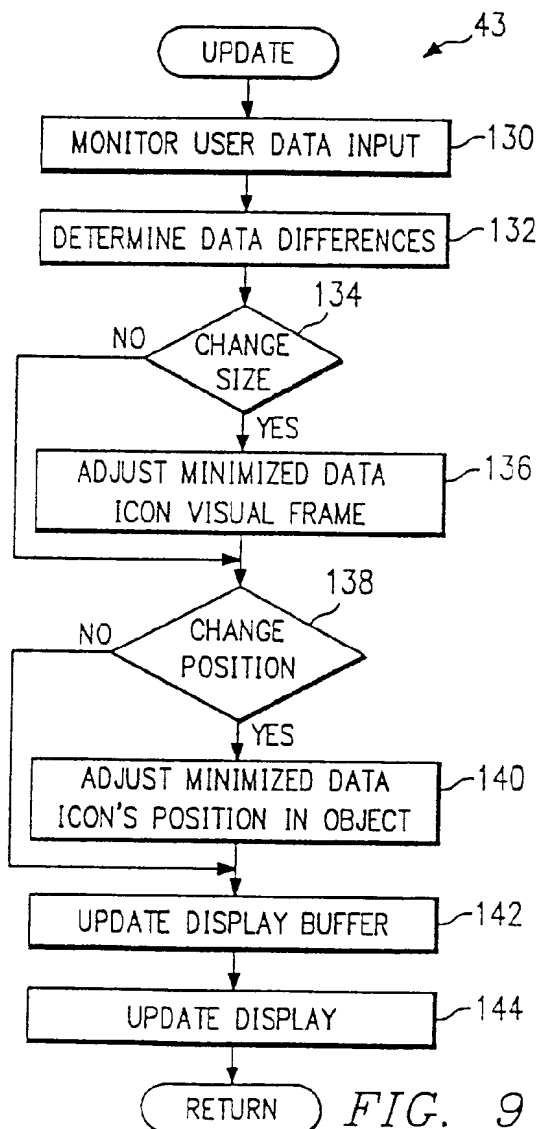 43
UPDATE
MONITOR USER DATA INPUT
130
DETERMINE DATA DIFFERENCES
132
134
NO
CHANGE
SIZE
YES
ADJUST MINIMIZED DATA
ICON VISUAL FRAME
136
138
NO
CHANGE
POSITION
YES
ADJUST MINIMIZED DATA
ICON'S POSITION IN OBJECT
140
UPDATE DISPLAY BUFFER
142
UPDATE DISPLAY
144
RETURN
FIG. 9